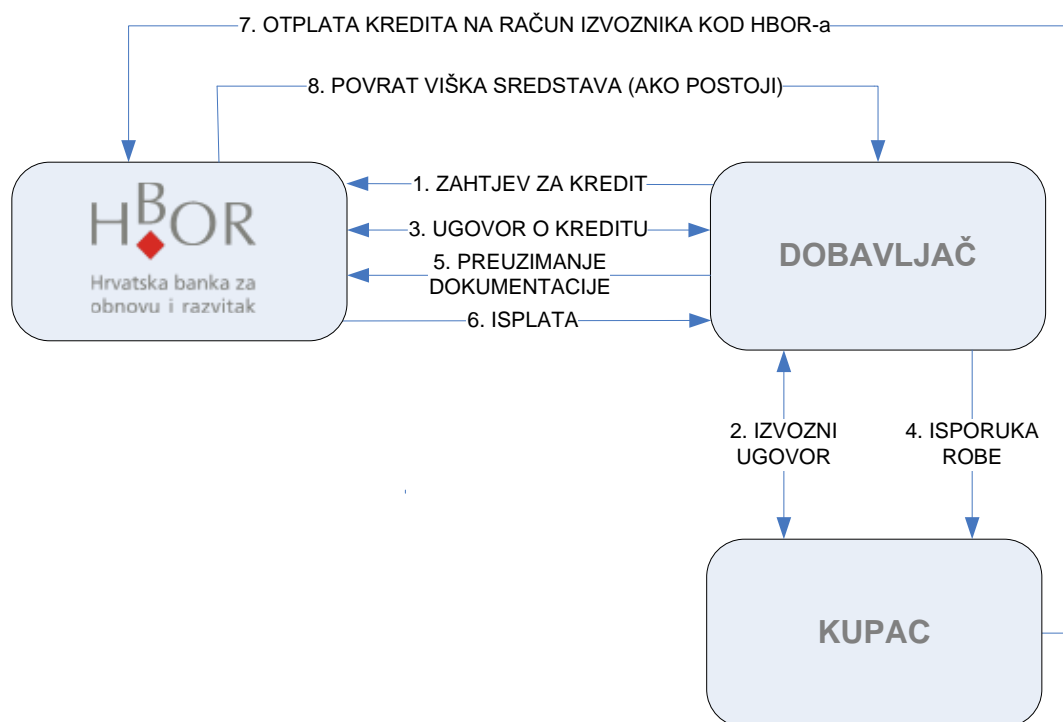 7. OTPLATA KREDITA NA RAČUN IZVOZNIKA KOD HBOR-a
8. POVRAT VIŠKA SREDSTAVA (AKO POSTOJI)
HBOR
Hrvatska banka za
obnovu i razvitak
1. ZAHTJEV ZA KREDIT
3. UGOVOR O KREDITU
5. PREUZIMANJE
DOKUMENTACIJE
6. ISPLATA
DOBAVLJAČ
2. IZVOZNI
UGOVOR
4. ISPORUKA
ROBE
KUPAC